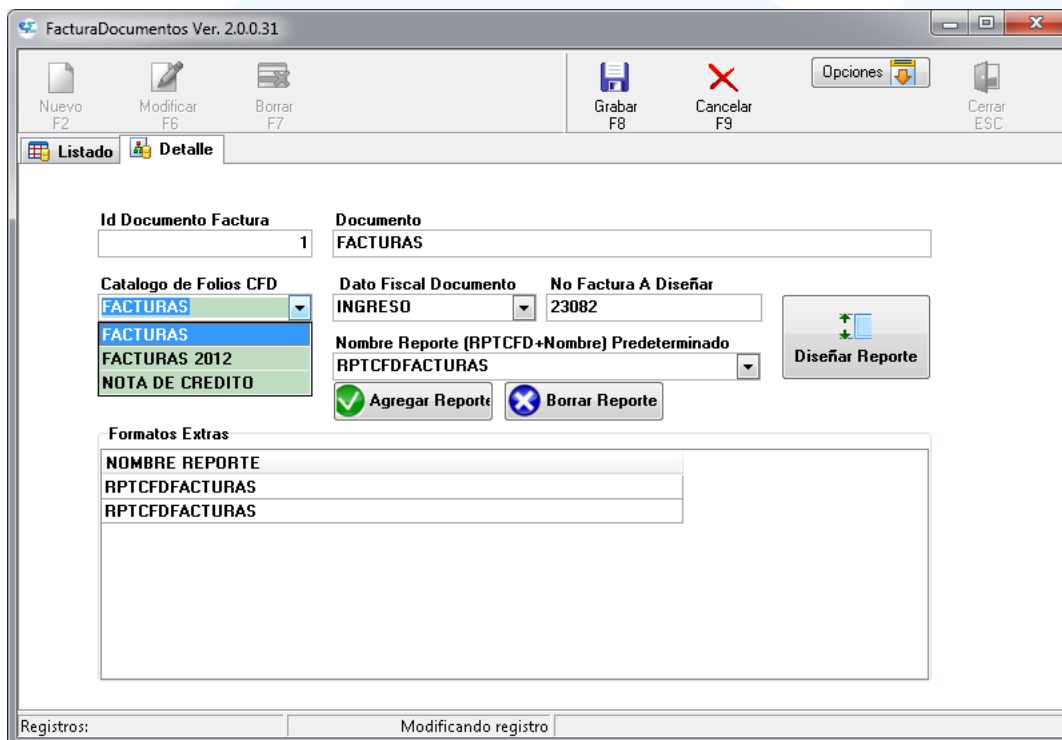 FacturaDocumentos Ver. 2.0.0.31
Nuevo Modificar Borrar Grabar Cancelar Opciones Cerrar
F2 F6 F7 F8 F9 ESC
Listado Detalle
Id Documento Factura Documento
1 FACTURAS
Catalogo de Folios CFD Dato Fiscal Documento No Factura A Diseñar
FACTURAS INGRESO 23082
FACTURAS
FACTURAS 2012
NOTA DE CREDITO
Nombre Reporte (RPTCFD+Nombre) Predeterminado
RPTCFDFACTURAS
Diseñar Reporte
Agregar Reporte Borrar Reporte
Formatos Extras
NOMBRE REPORTE
RPTCFDFACTURAS
RPTCFDFACTURAS
Registros: Modificando registro